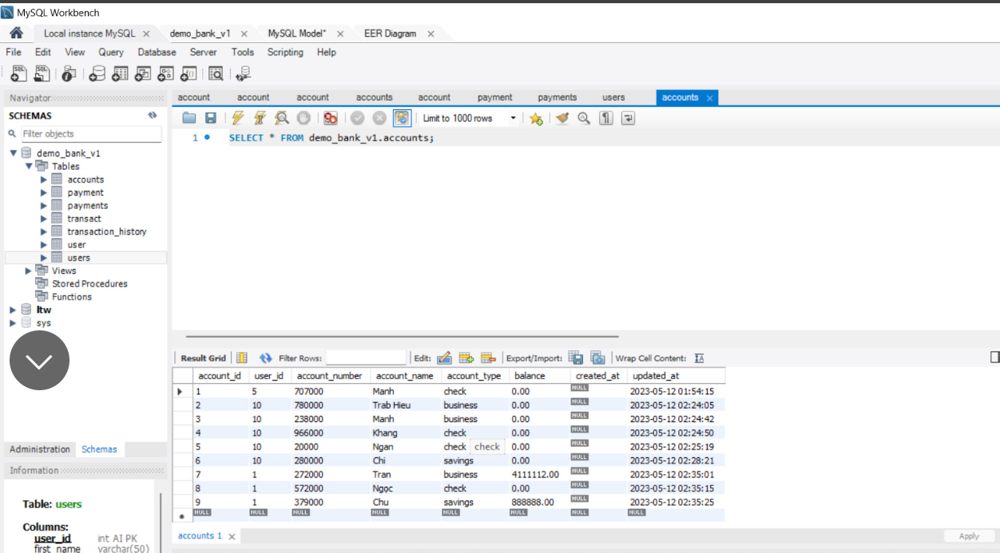 MySQL Workbench
Local instance MySQL demo_bank_v1 MySQL Model* EER Diagram
File Edit View Query Database Server Tools Scripting Help
Navigator
SCHEMAS
Filter objects
demo_bank_v1
Tables
accounts
payment
payments
transact
transaction_history
user
users
Views
Stored Procedures
Functions
ltw
sys
Administration Schemas
Information
Table: users
Columns:
user_id int AI PK
first_name varchar(50)
account account account accounts account payment payments users accounts
Limit to 1000 rows
1 SELECT * FROM demo_bank_v1.accounts;
Result Grid Filter Rows: Edit: Export/Import: Wrap Cell Content:
account_id user_id account_number account_name account_type balance created_at updated_at
1 5 707000 Manh check 0.00 NULL 2023-05-12 01:54:15
2 10 780000 Trab Hieu business 0.00 NULL 2023-05-12 02:24:05
3 10 238000 Manh business 0.00 NULL 2023-05-12 02:24:42
4 10 966000 Khang check 0.00 NULL 2023-05-12 02:24:50
5 10 20000 Ngan check check 0.00 NULL 2023-05-12 02:25:19
6 10 280000 Chi savings 0.00 NULL 2023-05-12 02:28:21
7 1 272000 Tran business 4111112.00 NULL 2023-05-12 02:35:01
8 1 572000 Ngoc check 0.00 NULL 2023-05-12 02:35:15
9 1 379000 Chu savings 888888.00 NULL 2023-05-12 02:35:25
NULL NULL NULL NULL NULL NULL NULL NULL
accounts 1
Apply